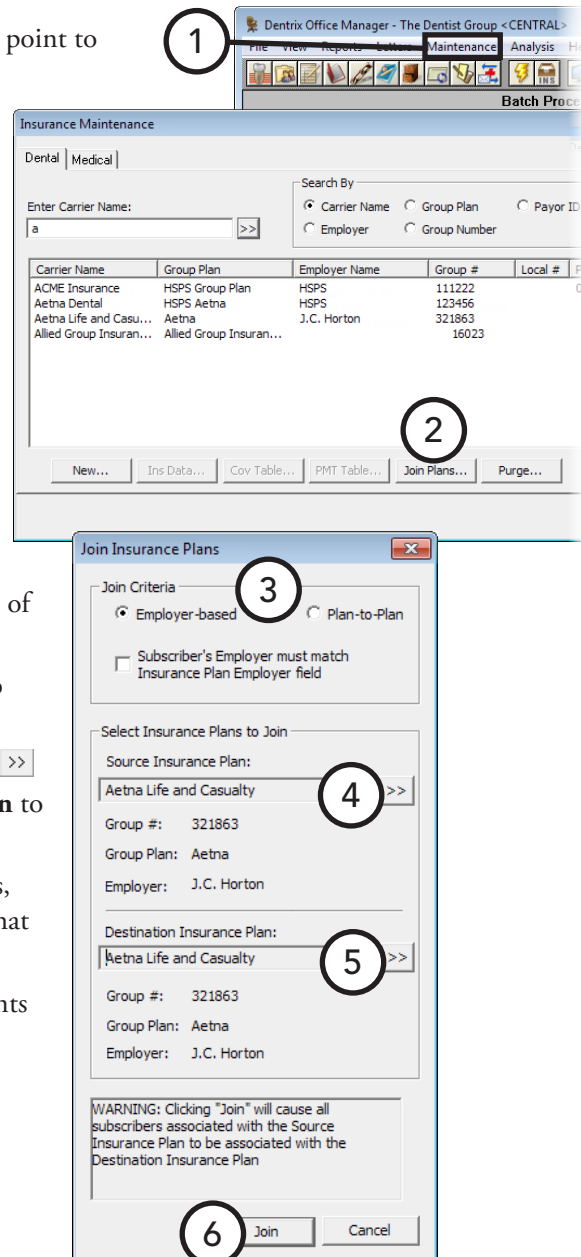 point to
1
Dentrix Office Manager - The Dentist Group <CENTRAL>
File View Reports Letters Maintenance Analysis
INS
Batch Proce
Insurance Maintenance
Dental Medical
Search By
Enter Carrier Name:
Carrier Name Group Plan Payor ID
a >>
Employer Group Number
Carrier Name Group Plan Employer Name Group # Local #
ACME Insurance HSPS Group Plan HSPS 111222
Aetna Dental HSPS Aetna HSPS 123456
Aetna Life and Casu... Aetna J.C. Horton 321863
Allied Group Insuran... Allied Group Insuran... 16023
2
New... Ins Data... Cov Table... PMT Table... Join Plans... Purge...
Join Insurance Plans
Join Criteria
3
of
Employer-based Plan-to-Plan
Subscriber's Employer must match
Insurance Plan Employer field
Select Insurance Plans to Join
Source Insurance Plan:
>>
Aetna Life and Casualty 4 >>
n to
Group #: 321863
Group Plan: Aetna
s,
Employer: J.C. Horton
hat
Destination Insurance Plan:
Aetna Life and Casualty 5 >>
Group #: 321863
nts
Group Plan: Aetna
Employer: J.C. Horton
WARNING: Clicking "Join" will cause all
subscribers associated with the Source
Insurance Plan to be associated with the
Destination Insurance Plan
6 Join Cancel